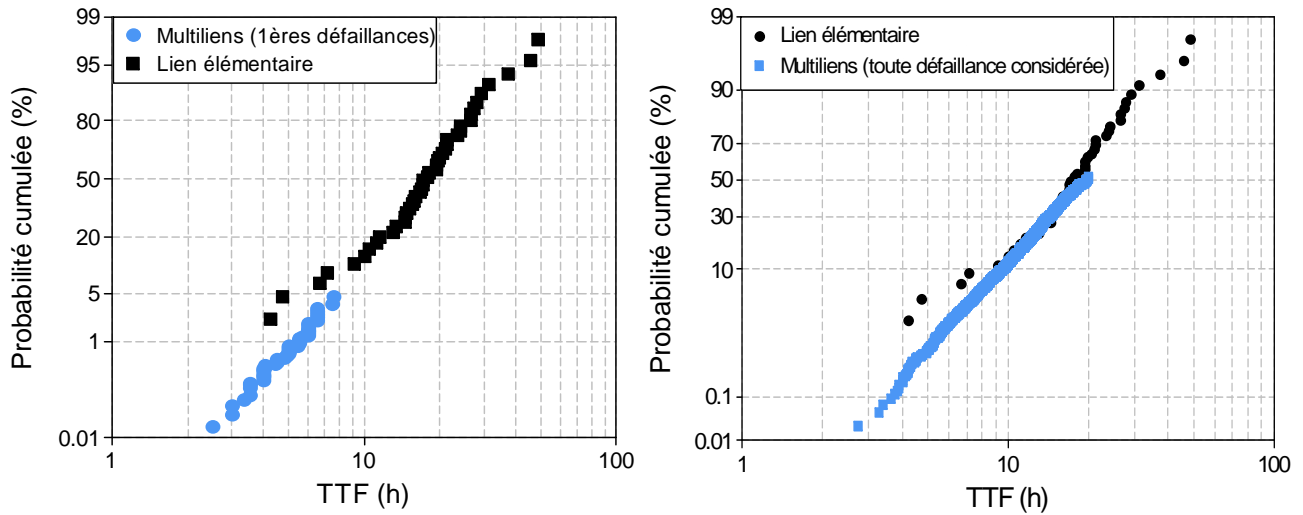 99
95
80
50
20
5
1
0.01
Probabilité cumulée (%)
Multiliens (1ères défaillances)
Lien élémentaire
1
10
100
TTF (h)
99
90
70
50
30
10
0.1
0.01
Probabilité cumulée (%)
Lien élémentaire
Multiliens (toute défaillance considérée)
1
10
100
TTF (h)